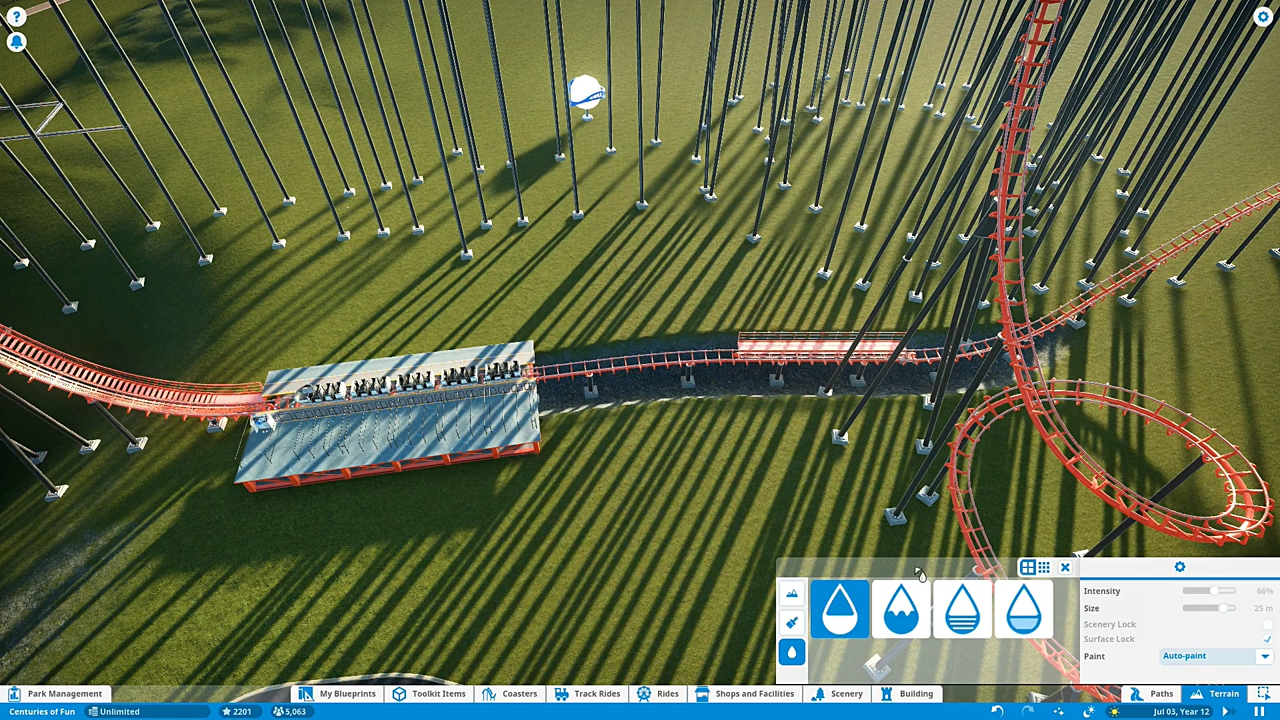 ?
Intensity 66%
Size 25 m
Scenery Lock
Surface Lock
Paint Auto-paint
Park Management My Blueprints Toolkit Items Coasters Track Rides Rides Shops and Facilities Scenery Building Paths Terrain
Centuries of Fun Unlimited 2201 5,063 Jul 03, Year 12